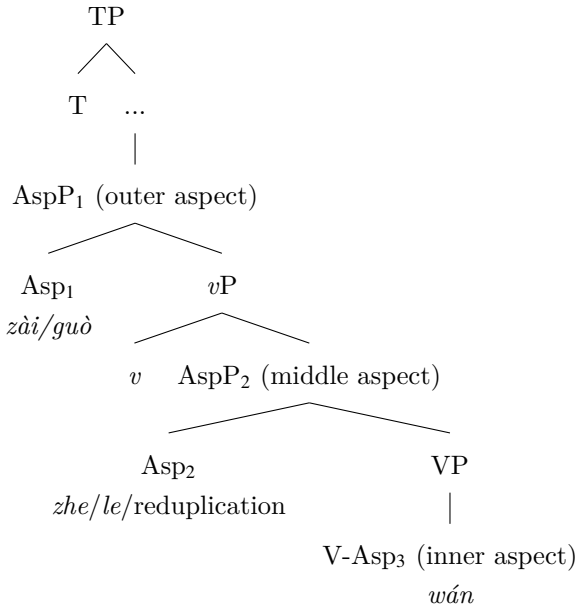 TP
T ...
AspP₁ (outer aspect)
Asp₁ vP
zài/guò
v AspP₂ (middle aspect)
Asp₂ VP
zhe/le/reduplication
V-Asp₃ (inner aspect)
wán